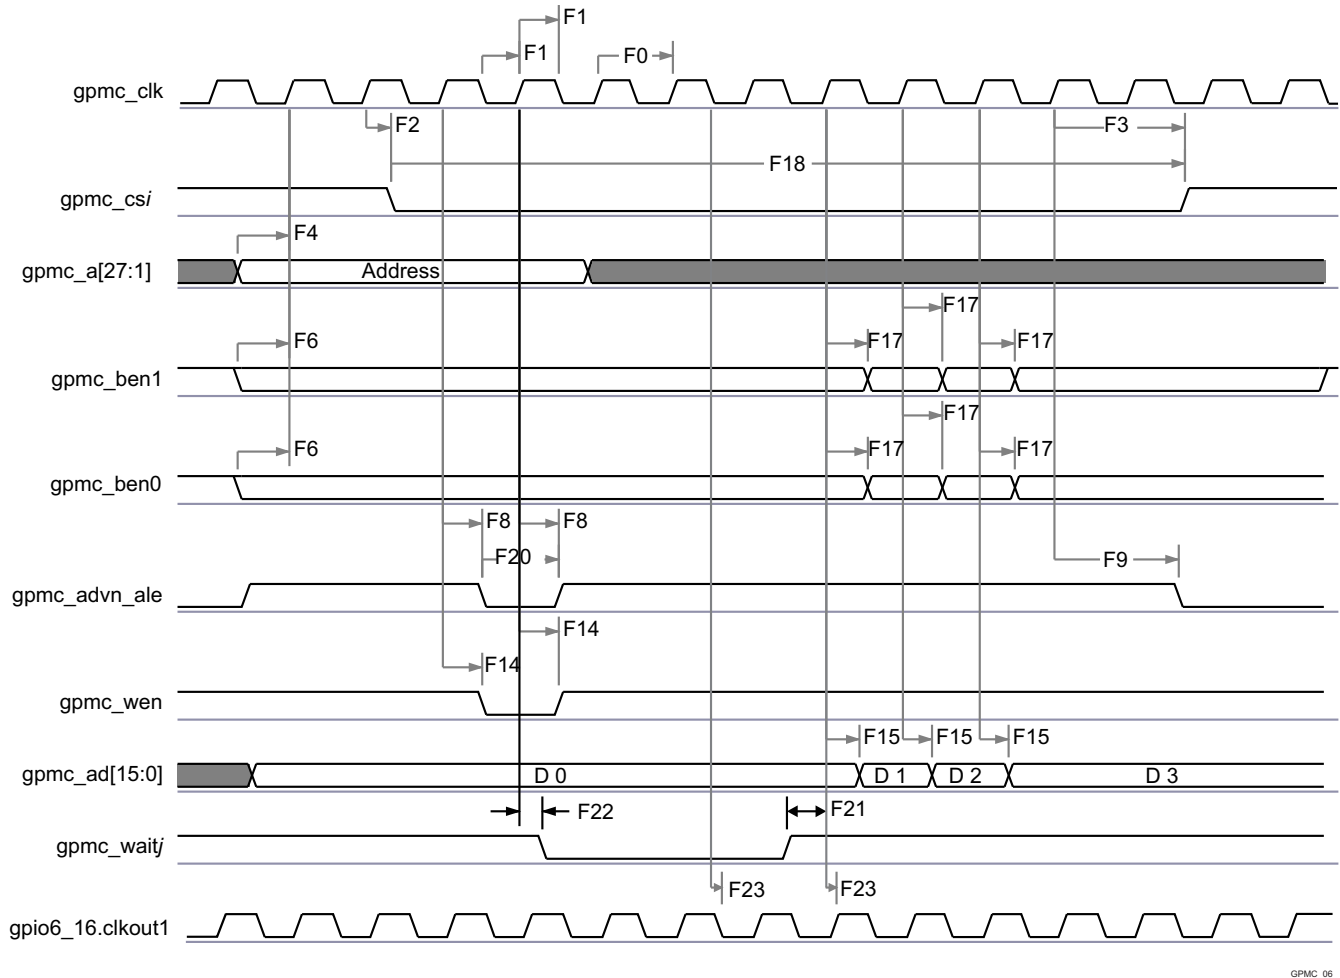 F1
F1
F0
gpmc_clk
F2
F3
F18
gpmc_csi
F4
gpmc_a[27:1]
Address
F17
F6
F17
F17
gpmc_ben1
F17
F6
F17
F17
gpmc_ben0
F8
F8
F20
F9
gpmc_advn_ale
F14
F14
gpmc_wen
F15
F15
F15
gpmc_ad[15:0]
D 0
D 1
D 2
D 3
F22
F21
gpmc_waitj
F23
F23
gpio6_16.clkout1
GPMC_06